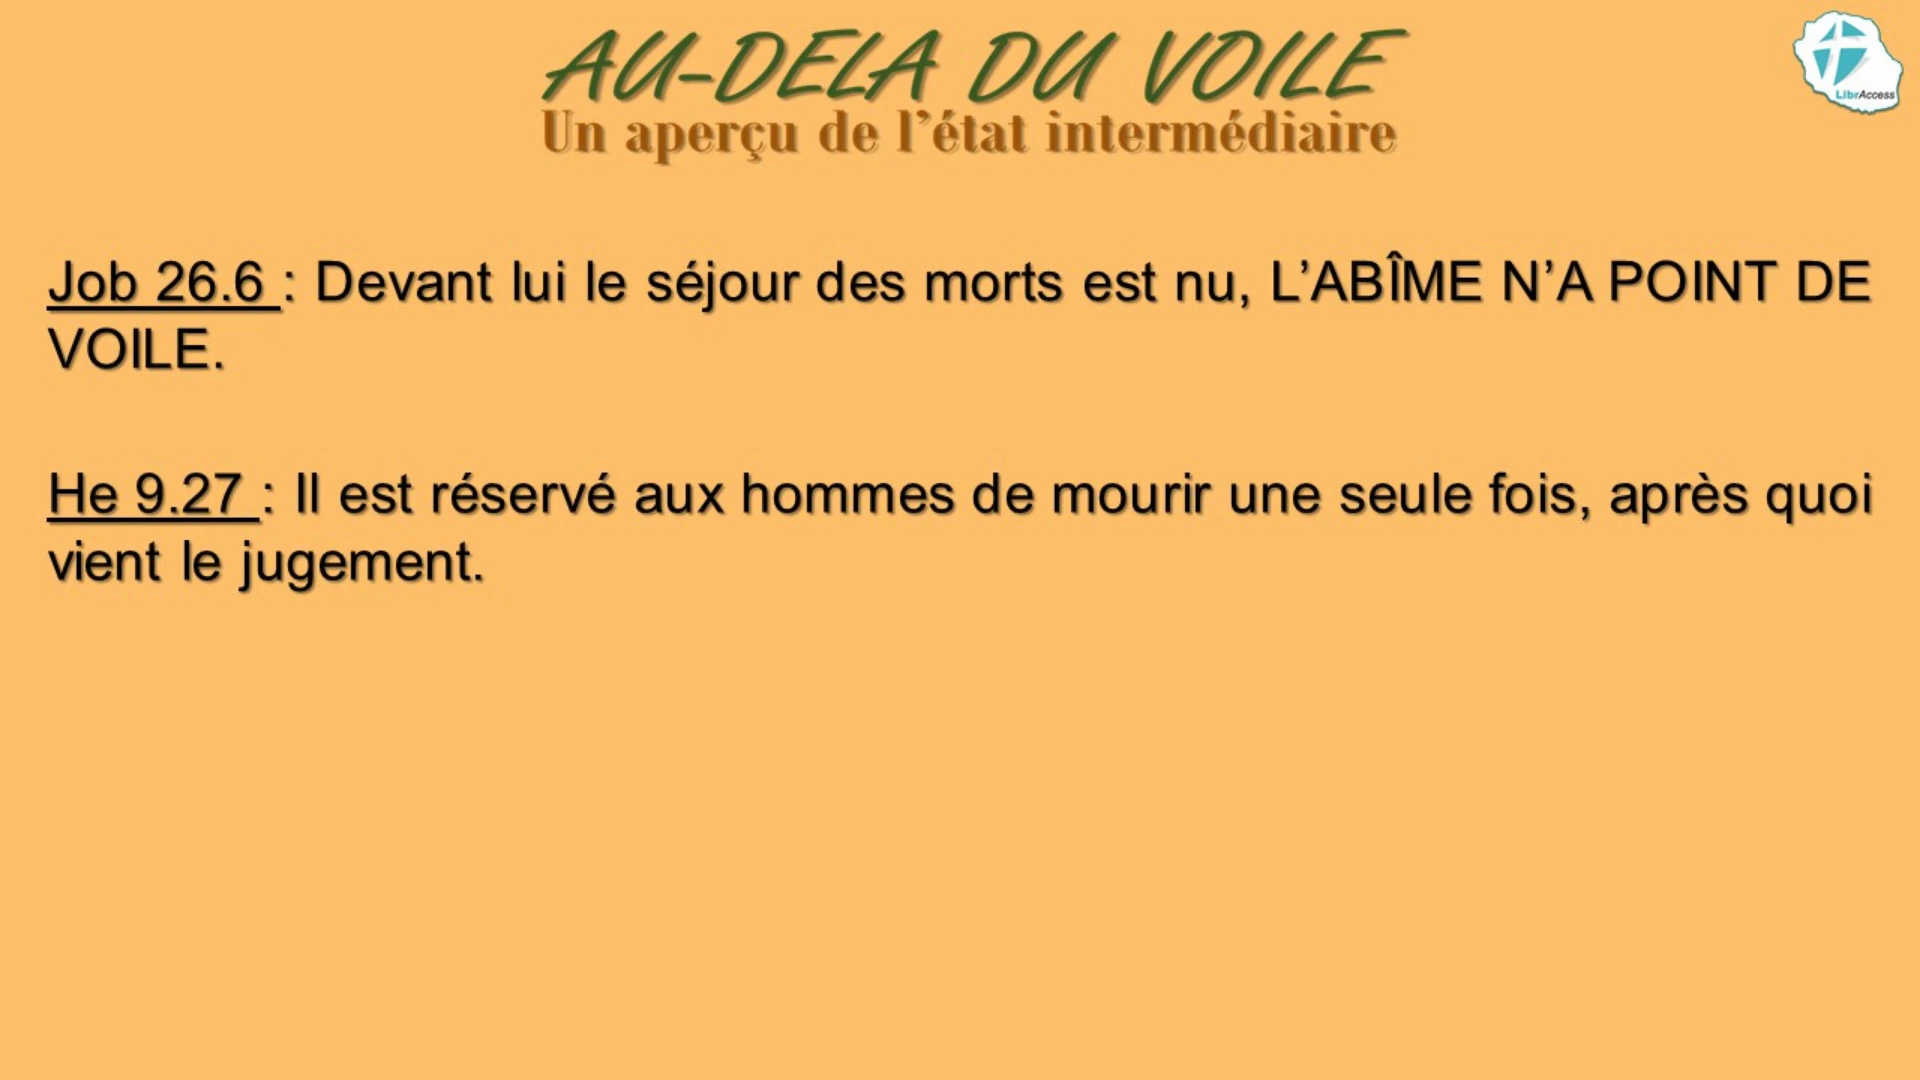 AU-DELA DU VOILE
Un aperçu de l’état intermédiaire
LibrAccess
Job 26.6 : Devant lui le séjour des morts est nu, L’ABÎME N’A POINT DE
VOILE.
He 9.27 : Il est réservé aux hommes de mourir une seule fois, après quoi
vient le jugement.